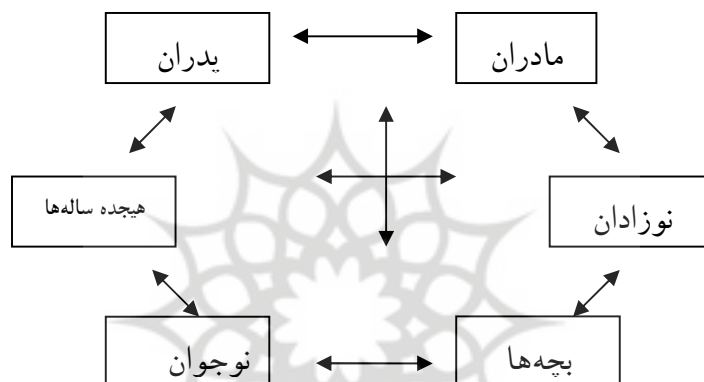 مادران
پدران
نوزادان
هیجده ساله‌ها
بچه‌ها
نوجوان